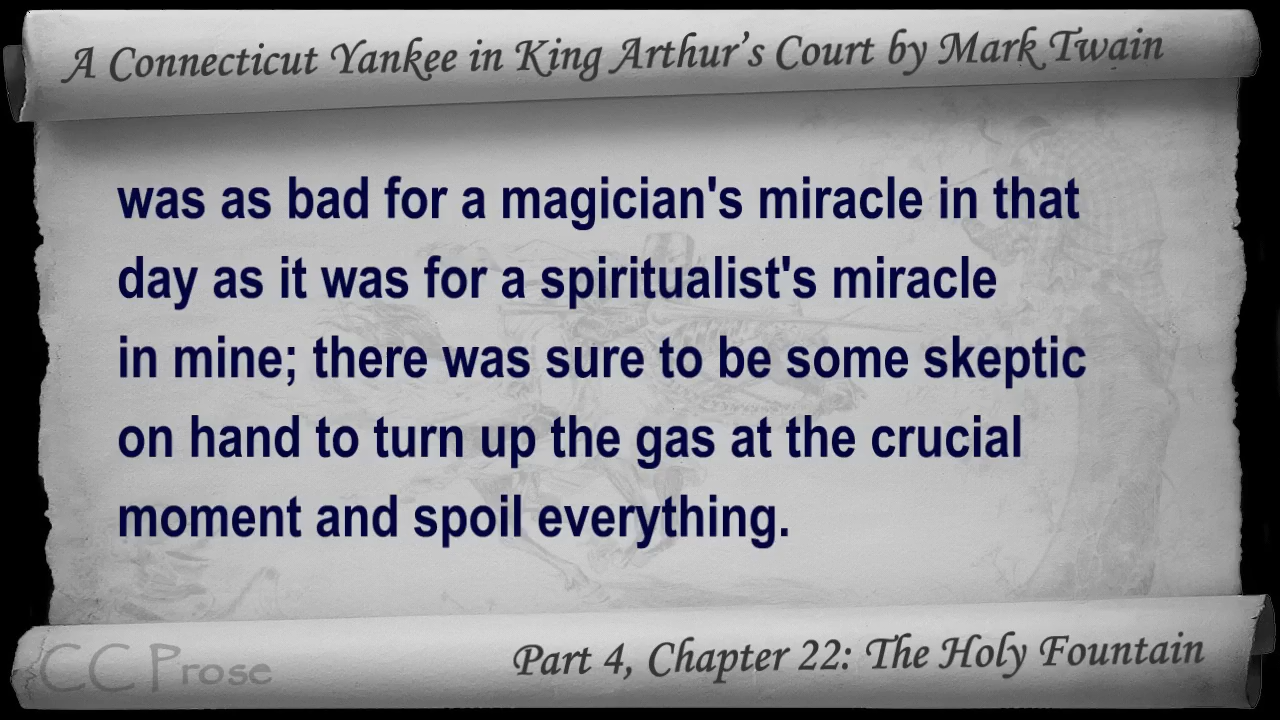 A Connecticut Yankee in King Arthur's Court by Mark Twain
was as bad for a magician's miracle in that
day as it was for a spiritualist's miracle
in mine; there was sure to be some skeptic
on hand to turn up the gas at the crucial
moment and spoil everything.
CC Prose
Part 4, Chapter 22: The Holy Fountain